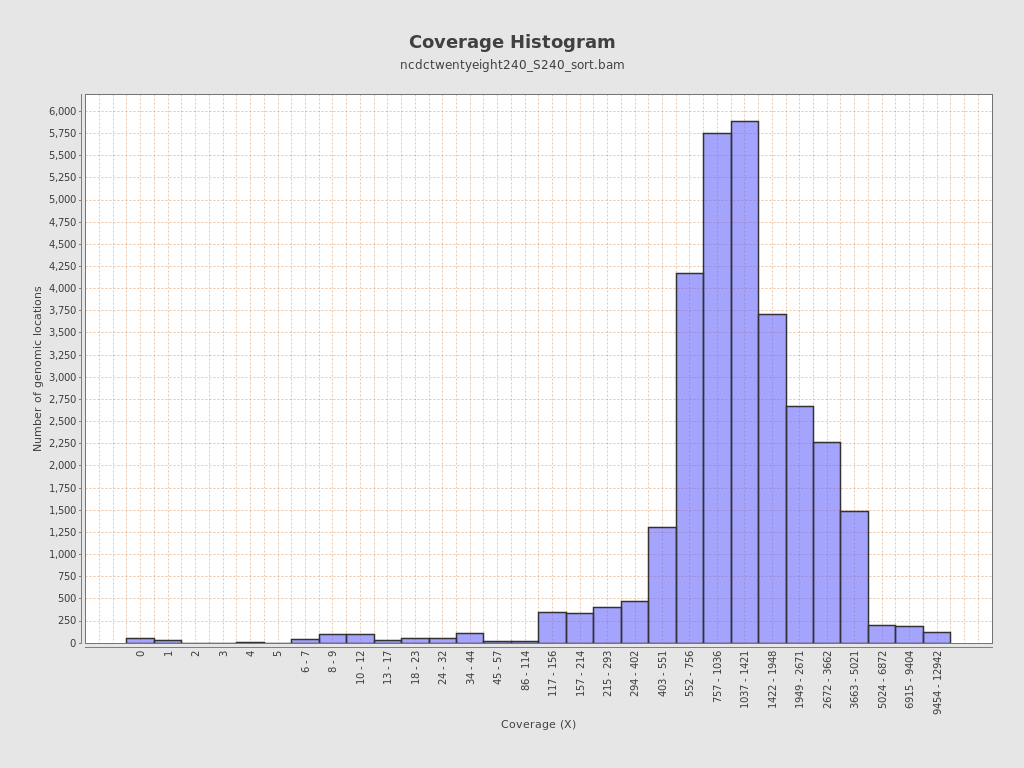 Coverage Histogram
ncdctwentyeight240_S240_sort.bam
6,000
5,750
5,500
5,250
5,000
4,750
4,500
4,250
4,000
3,750
3,500
3,250
3,000
2,750
2,500
2,250
2,000
1,750
1,500
1,250
1,000
750
500
250
0
Number of genomic locations
0
1
2
3
4
5
6 - 7
8 - 9
10 - 12
13 - 17
18 - 23
24 - 32
34 - 44
45 - 57
86 - 114
117 - 156
157 - 214
215 - 293
294 - 402
403 - 551
552 - 756
757 - 1036
1037 - 1421
1422 - 1948
1949 - 2671
2672 - 3662
3663 - 5021
5024 - 6872
6915 - 9404
9454 - 12942
Coverage (X)